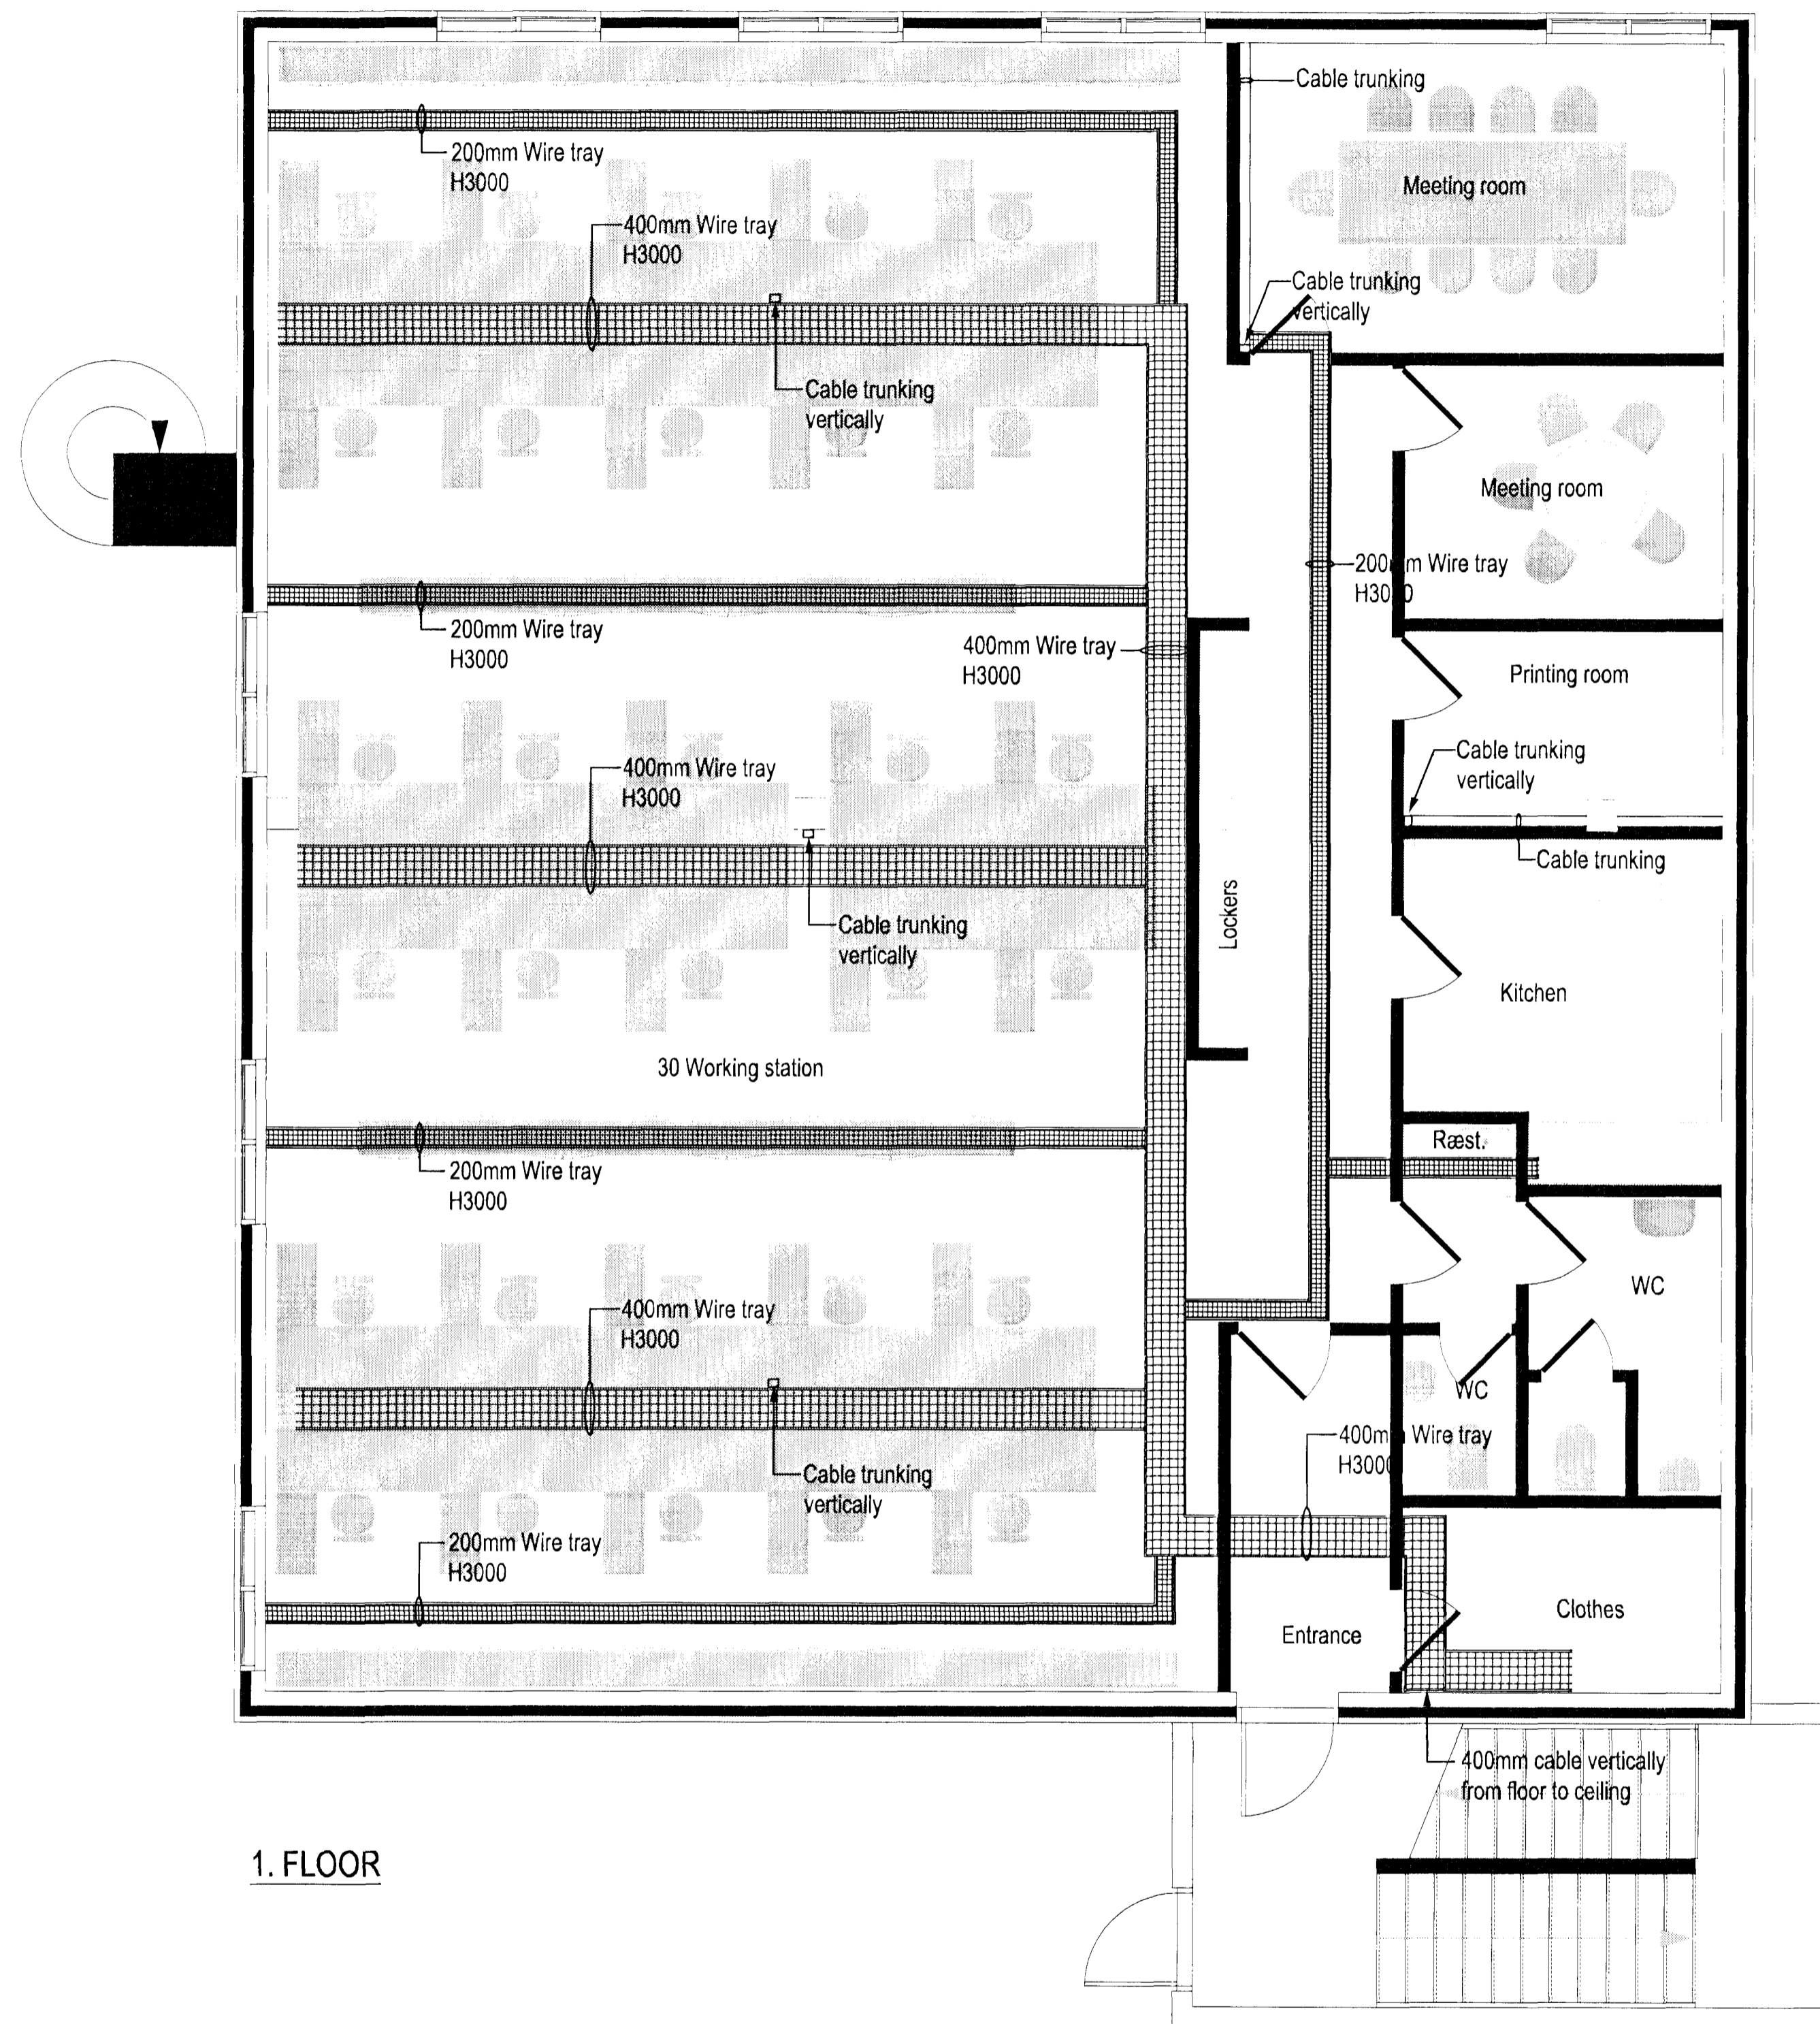 Cable trunking
200mm Wire tray
H3000
Meeting room
400mm Wire tray
H3000
Cable trunking
vertically
Cable trunking
vertically
Meeting room
200mm Wire tray
H3000
200mm Wire tray
H3000
400mm Wire tray
H3000
Printing room
Cable trunking
vertically
400mm Wire tray
H3000
Cable trunking
Lockers
Cable trunking
vertically
Kitchen
30 Working station
Ræst.
200mm Wire tray
H3000
WC
400mm Wire tray
H3000
WC
400mm Wire tray
H3000
Cable trunking
vertically
200mm Wire tray
H3000
Clothes
Entrance
400mm cable vertically
from floor to ceiling
1. FLOOR